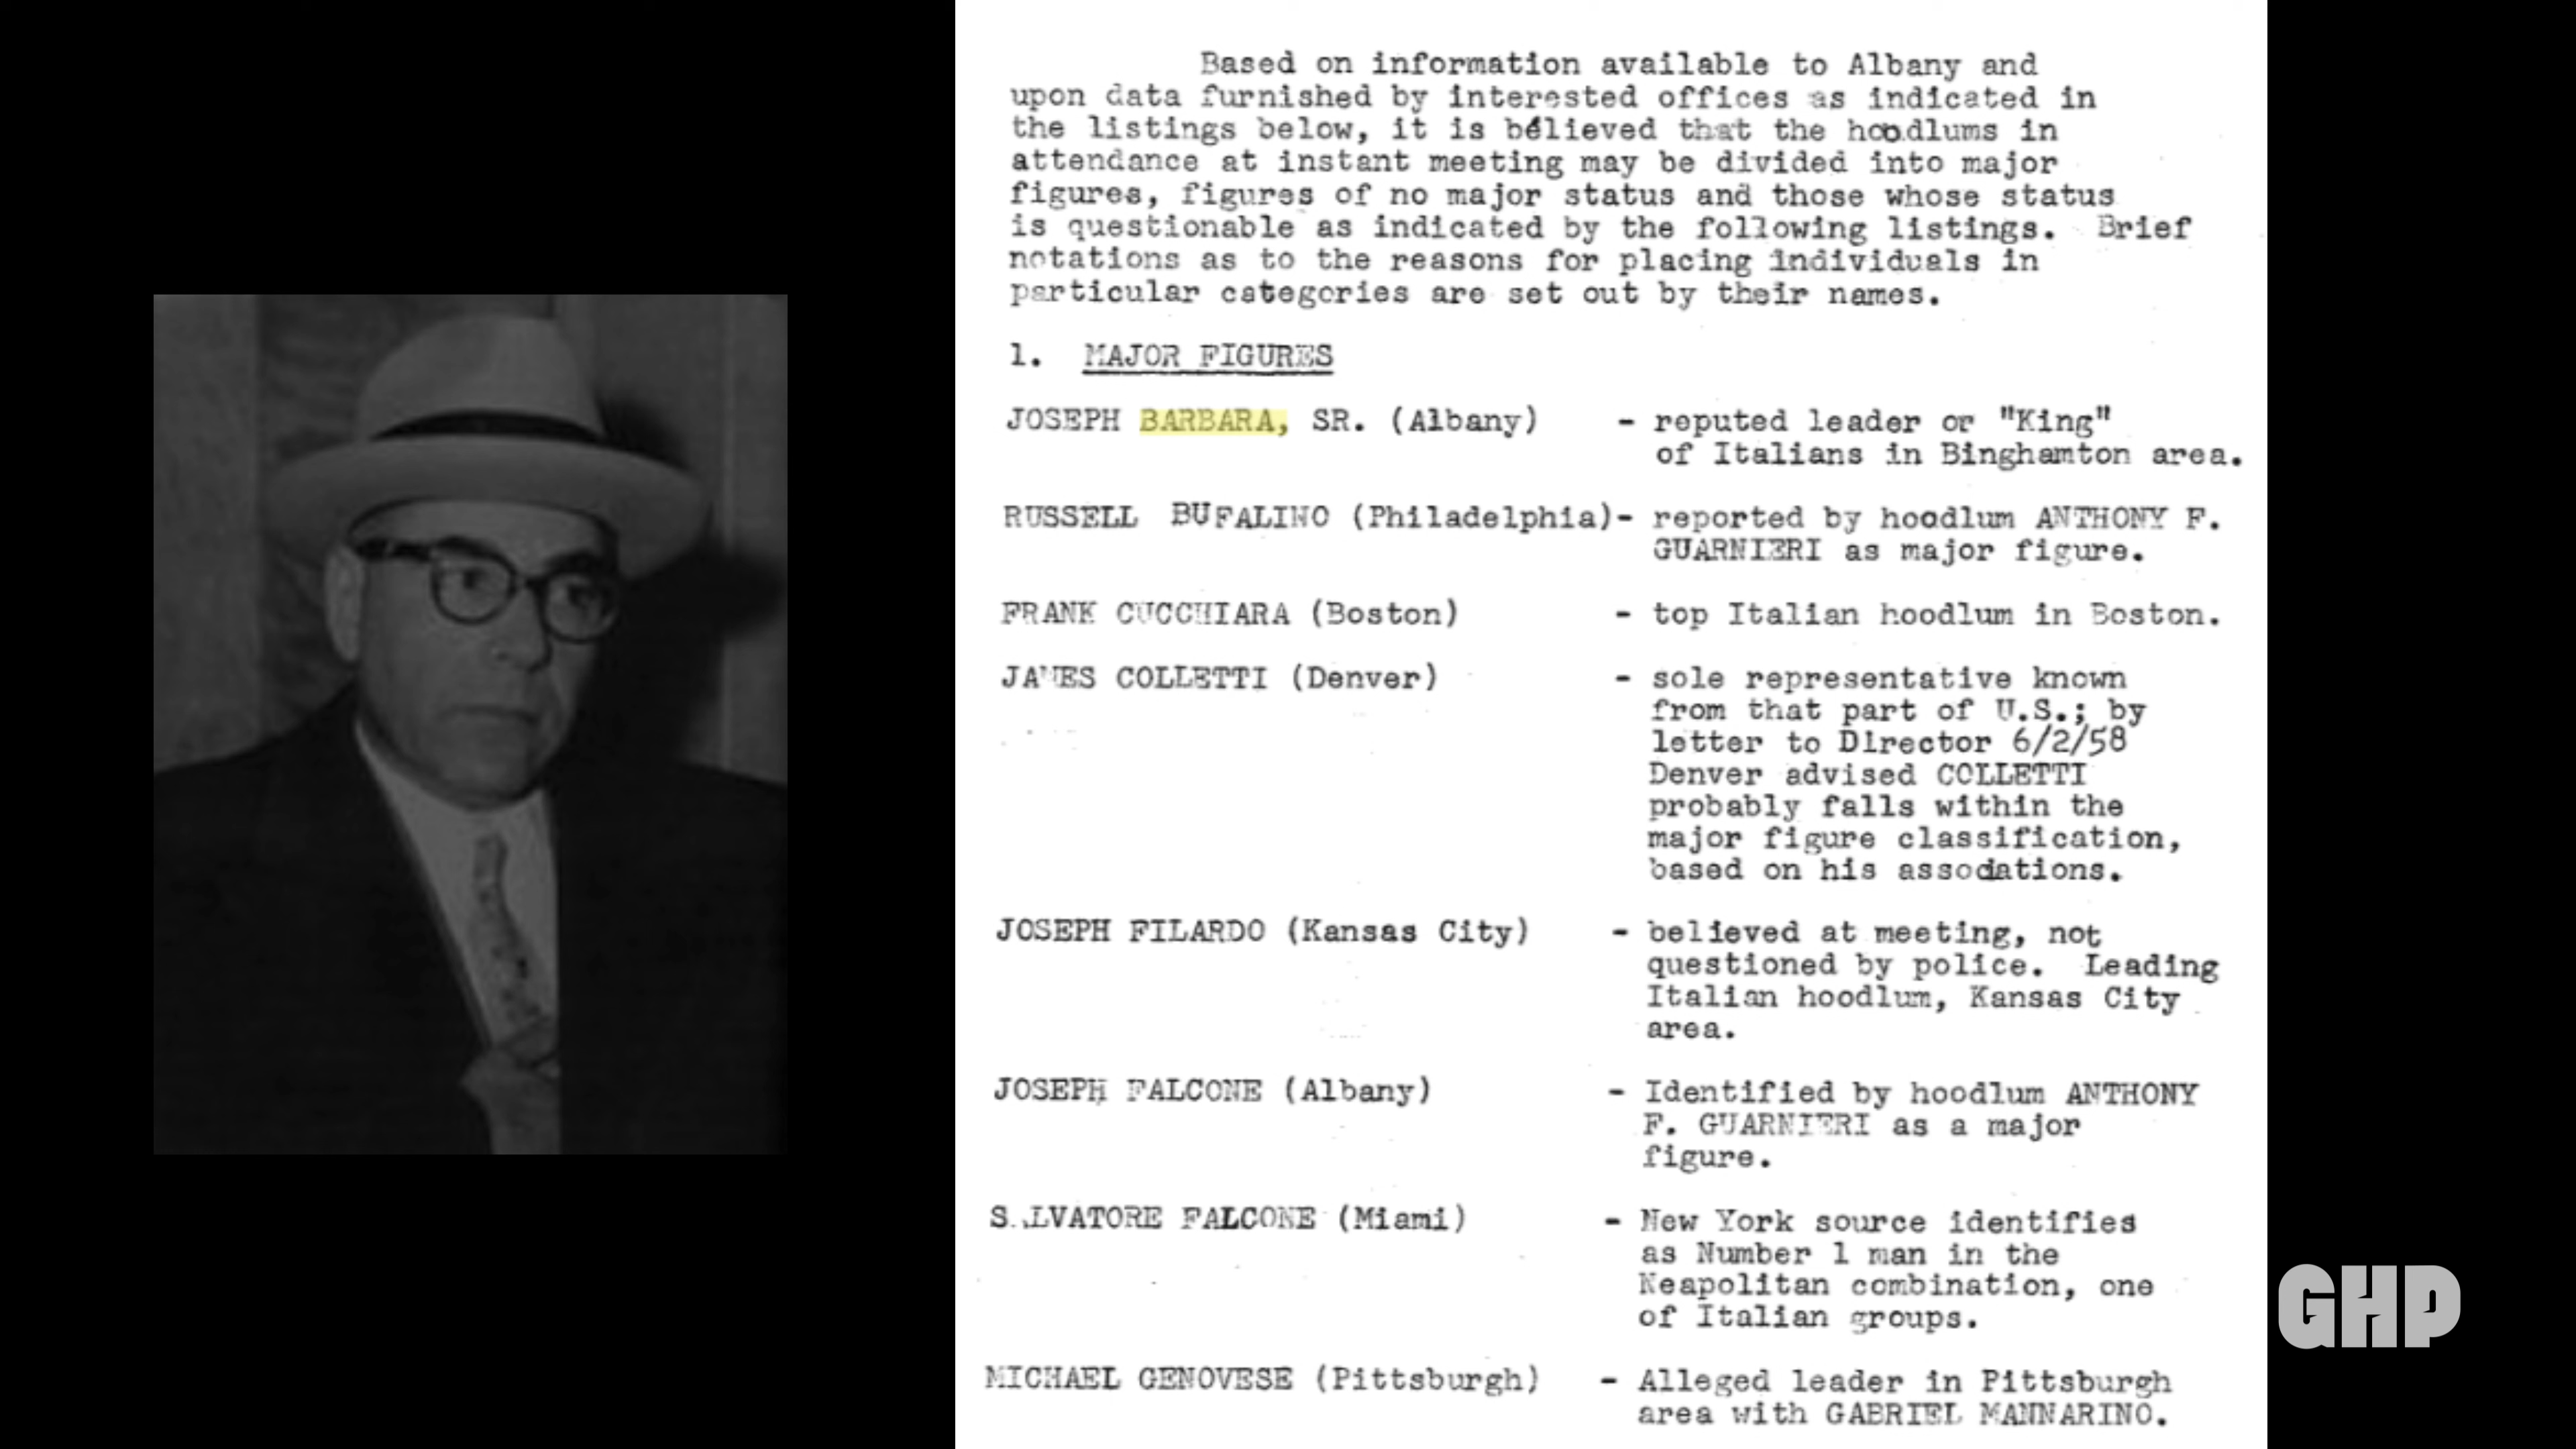 Based on information available to Albany and
upon data furnished by interested offices as indicated in
the listings below, it is believed that the hoodlums in
attendance at instant meeting may be divided into major
figures, figures of no major status and those whose status
is questionable as indicated by the following listings. Brief
notations as to the reasons for placing individuals in
particular categories are set out by their names.
1. MAJOR FIGURES
JOSEPH BARBARA, SR. (Albany) - reputed leader or "King"
of Italians in Binghamton area.
RUSSELL BUFALINO (Philadelphia)- reported by hoodlum ANTHONY F.
GUARNIERI as major figure.
FRANK CUCCHIARA (Boston) - top Italian hoodlum in Boston.
JAMES COLLETTI (Denver) - sole representative known
from that part of U.S.; by
letter to Director 6/2/58
Denver advised COLLETTI
probably falls within the
major figure classification,
based on his associations.
JOSEPH FILARDO (Kansas City) - believed at meeting, not
questioned by police. Leading
Italian hoodlum, Kansas City
area.
JOSEPH FALCONE (Albany) - Identified by hoodlum ANTHONY
F. GUARNIERI as a major
figure.
SALVATORE FALCONE (Miami) - New York source identifies
as Number 1 man in the
Neapolitan combination, one
of Italian groups.
MICHAEL GENOVESE (Pittsburgh) - Alleged leader in Pittsburgh
area with GABRIEL MANNARINO.
GHP